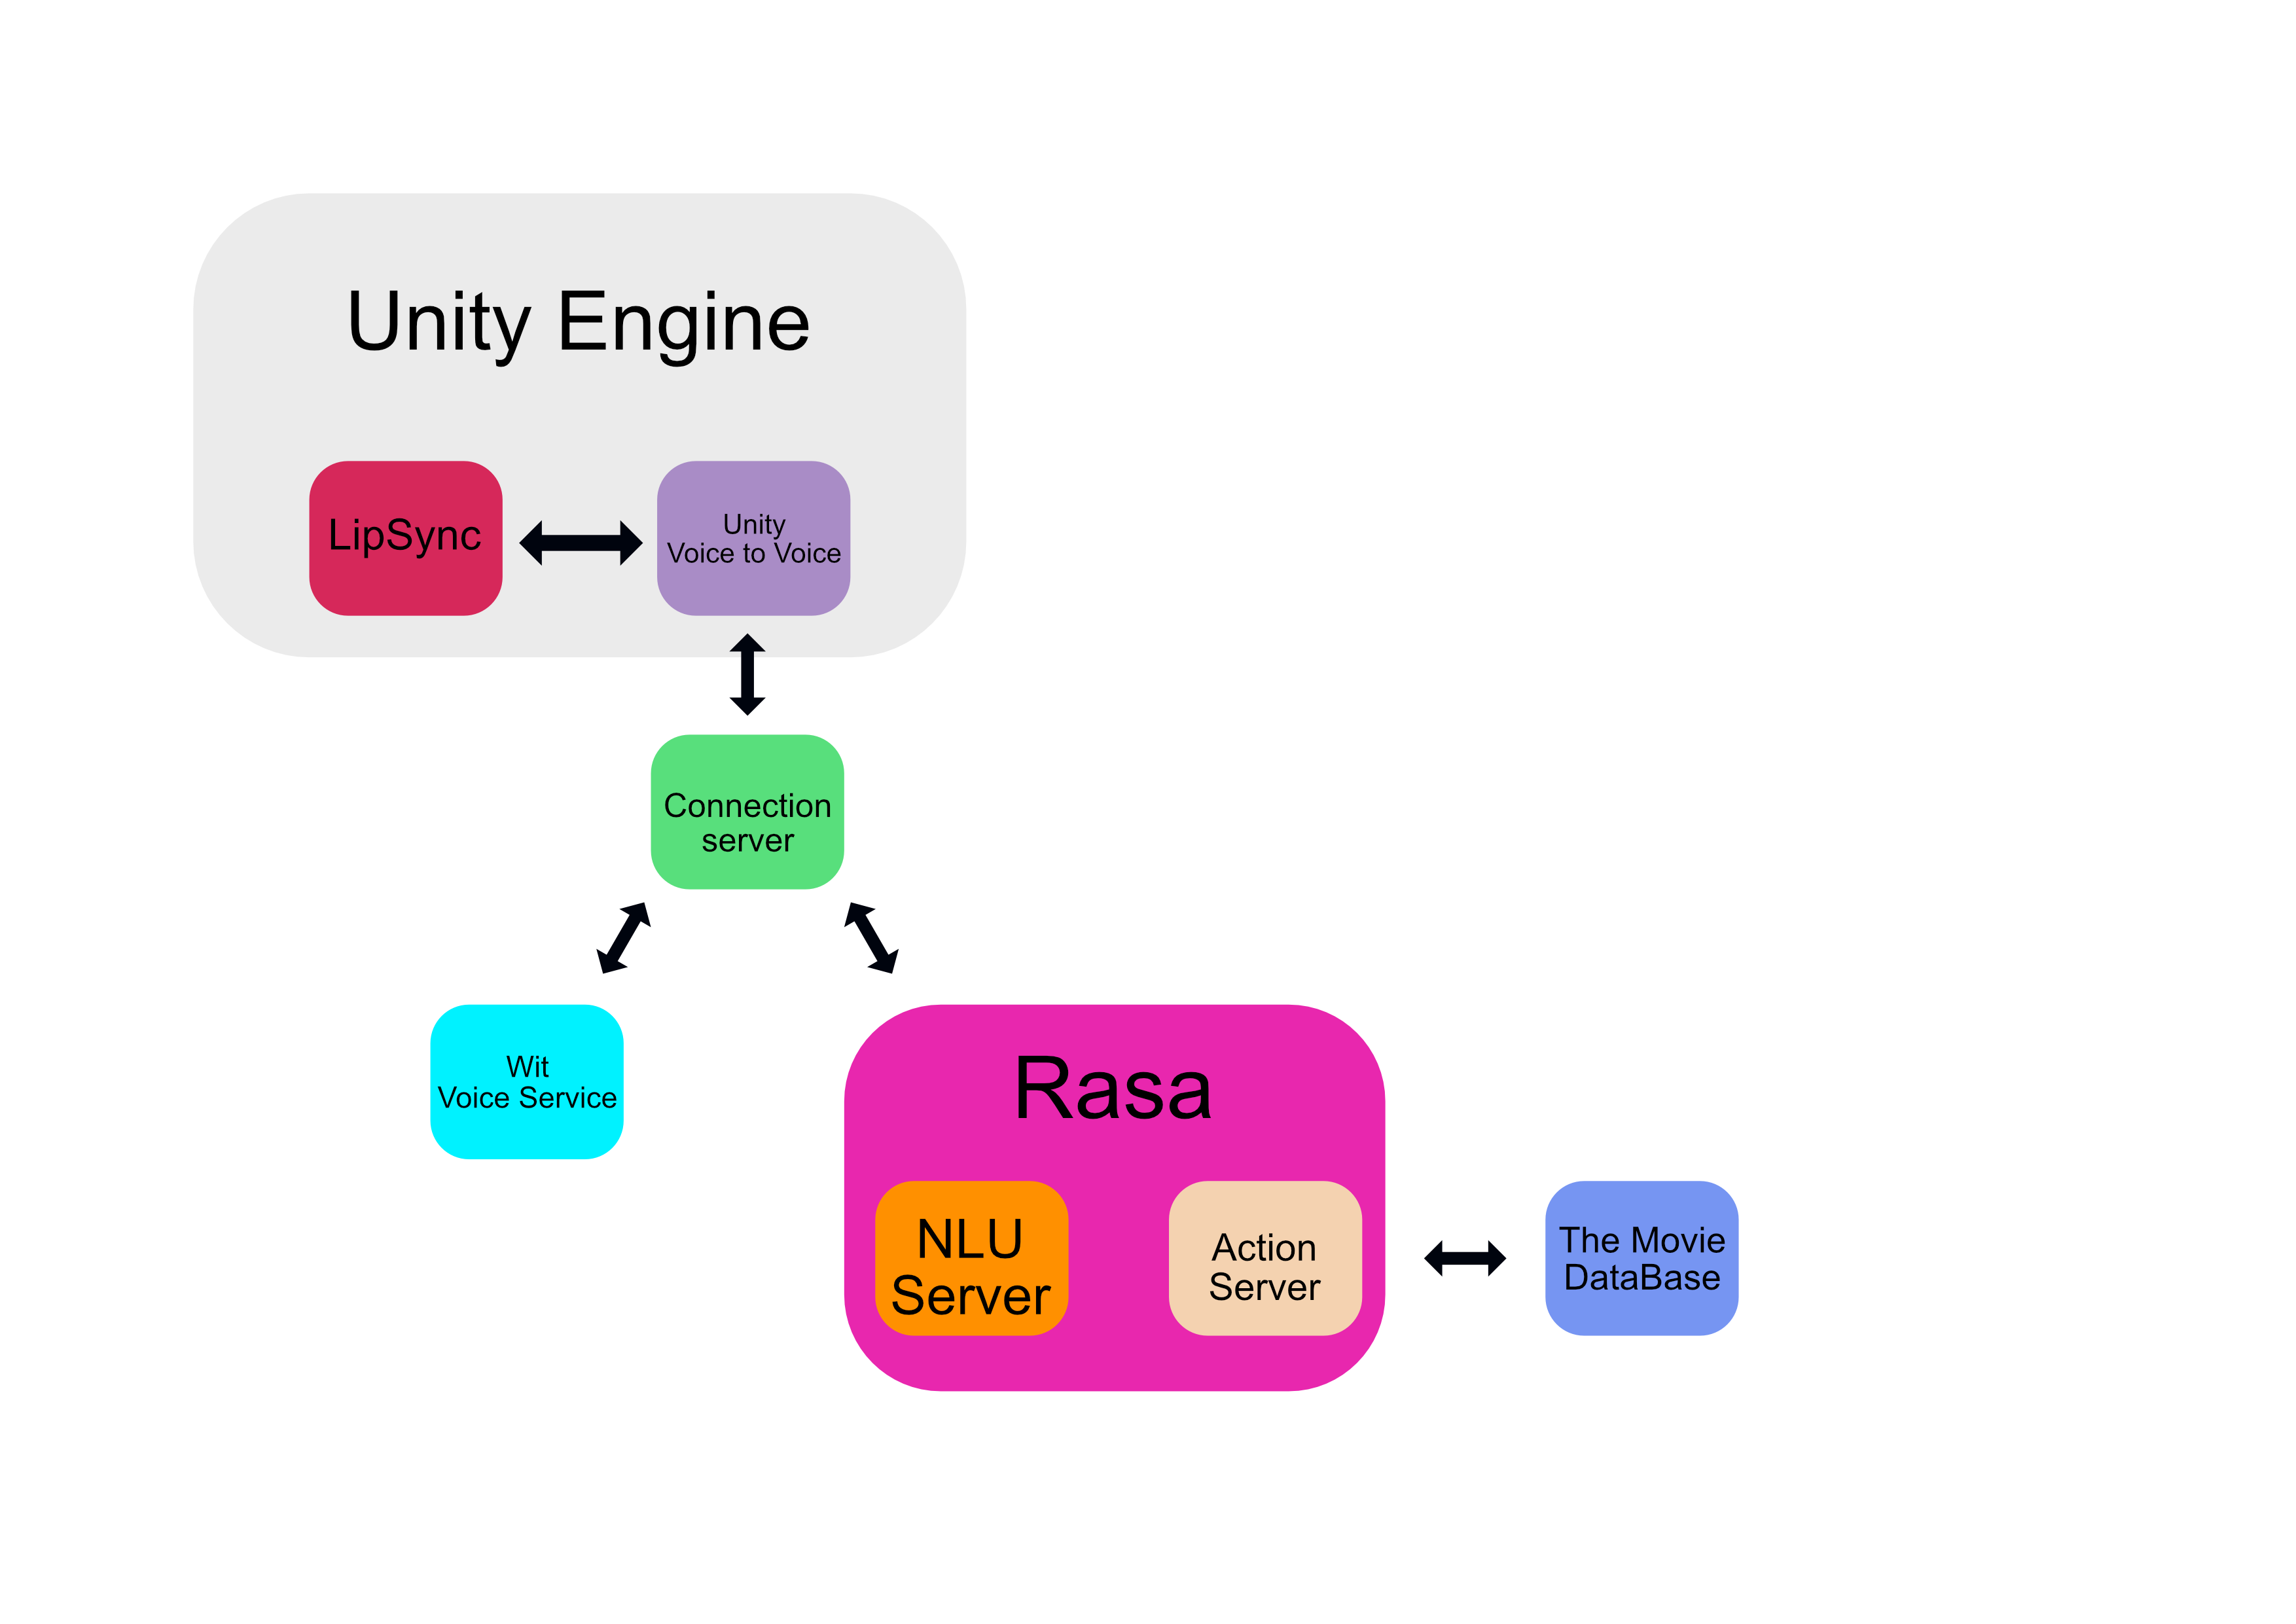 Unity Engine
LipSync
Unity
Voice to Voice
Connection
server
Wit
Voice Service
Rasa
NLU
Server
Action
Server
The Movie
DataBase